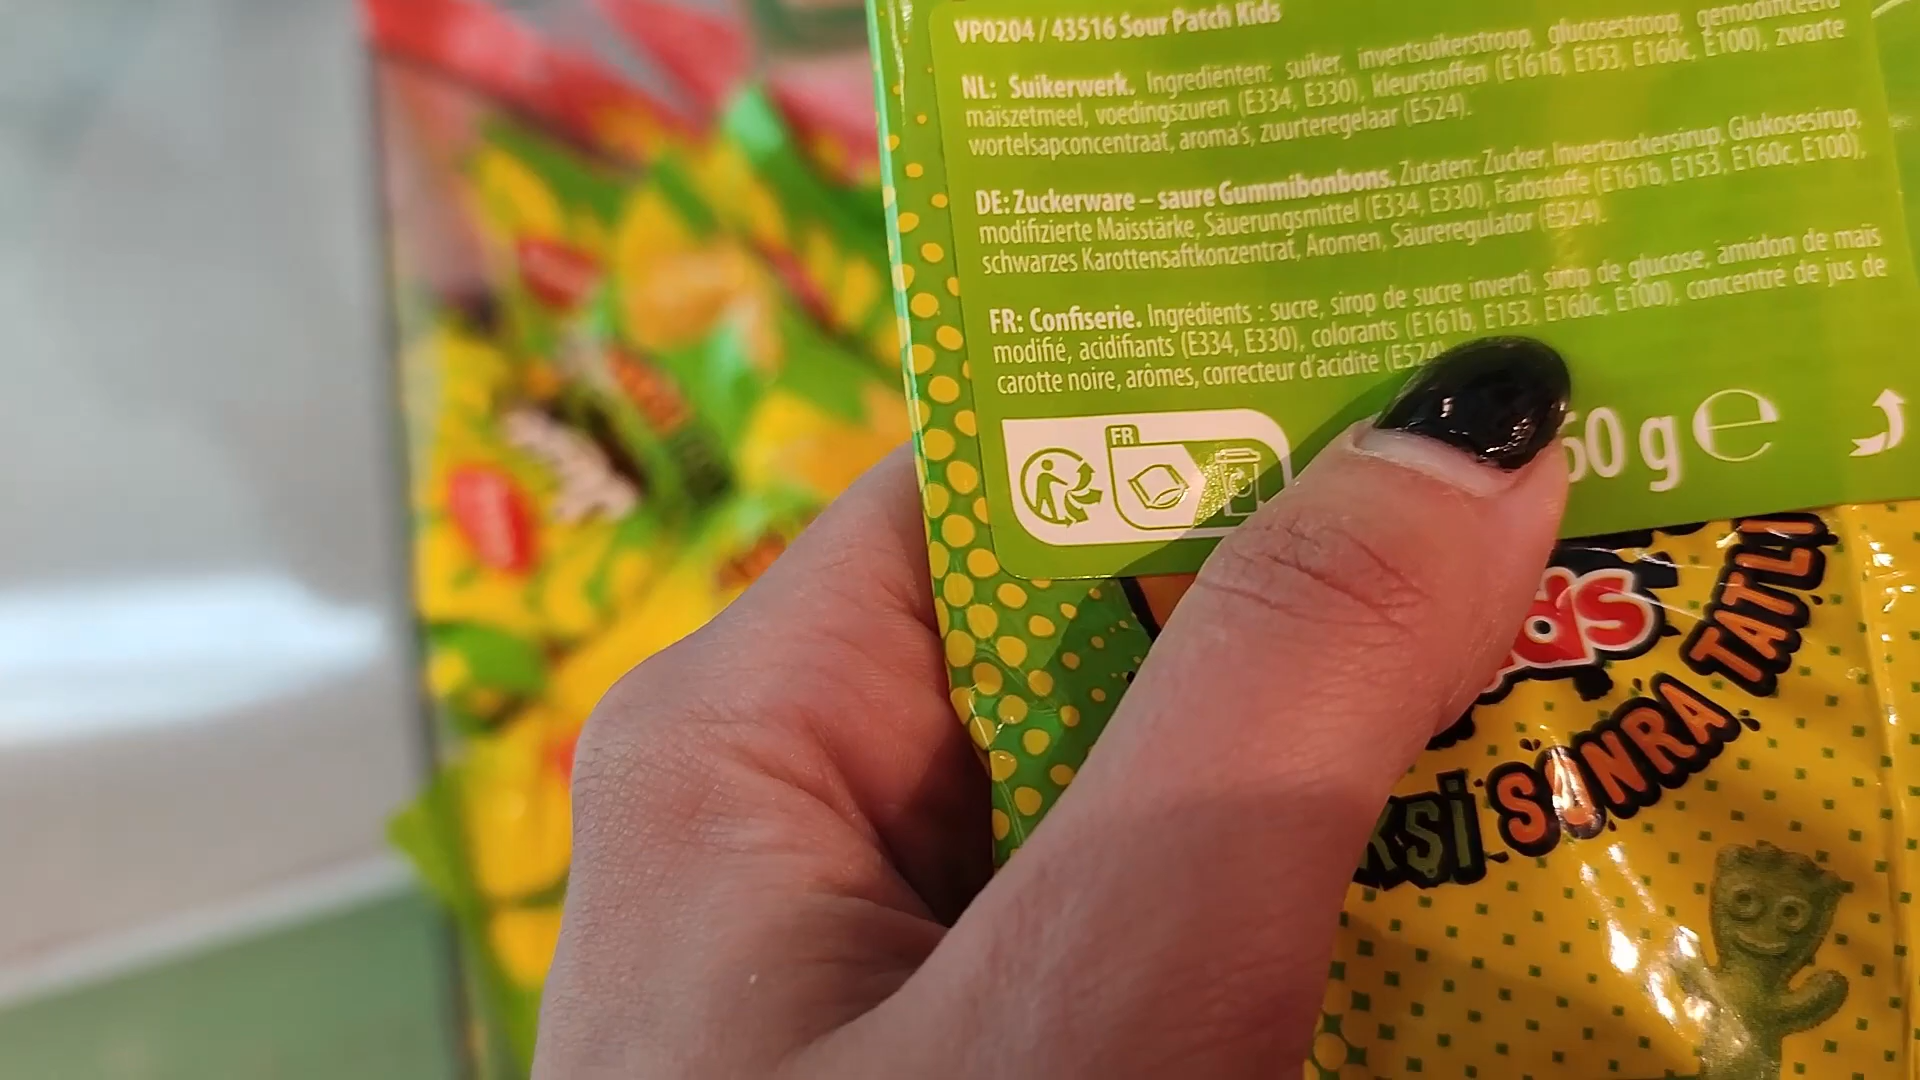 VP0204 / 43516 Sour Patch Kids
NL: Suikerwerk. Ingrediënten: suiker, invertsuikerstroop, glucosestroop, gemodificeerd
maïszetmeel, voedingszuren (E334, E330), kleurstoffen (E161b, E153, E160c, E100), zwarte
wortelsapconcentraat, aroma's, zuurteregelaar (E524).
DE: Zuckerware – saure Gummibonbons. Zutaten: Zucker, Invertzuckersirup, Glukosesirup,
modifizierte Maisstärke, Säuerungsmittel (E334, E330), Farbstoffe (E161b, E153, E160c, E100),
schwarzes Karottensaftkonzentrat, Aromen, Säureregulator (E524).
FR: Confiserie. Ingrédients : sucre, sirop de sucre inverti, sirop de glucose, amidon de maïs
modifié, acidifiants (E334, E330), colorants (E161b, E153, E160c, E100), concentré de jus de
carotte noire, arômes, correcteur d'acidité (E524)
FR
60 g e
SONRA TATLI